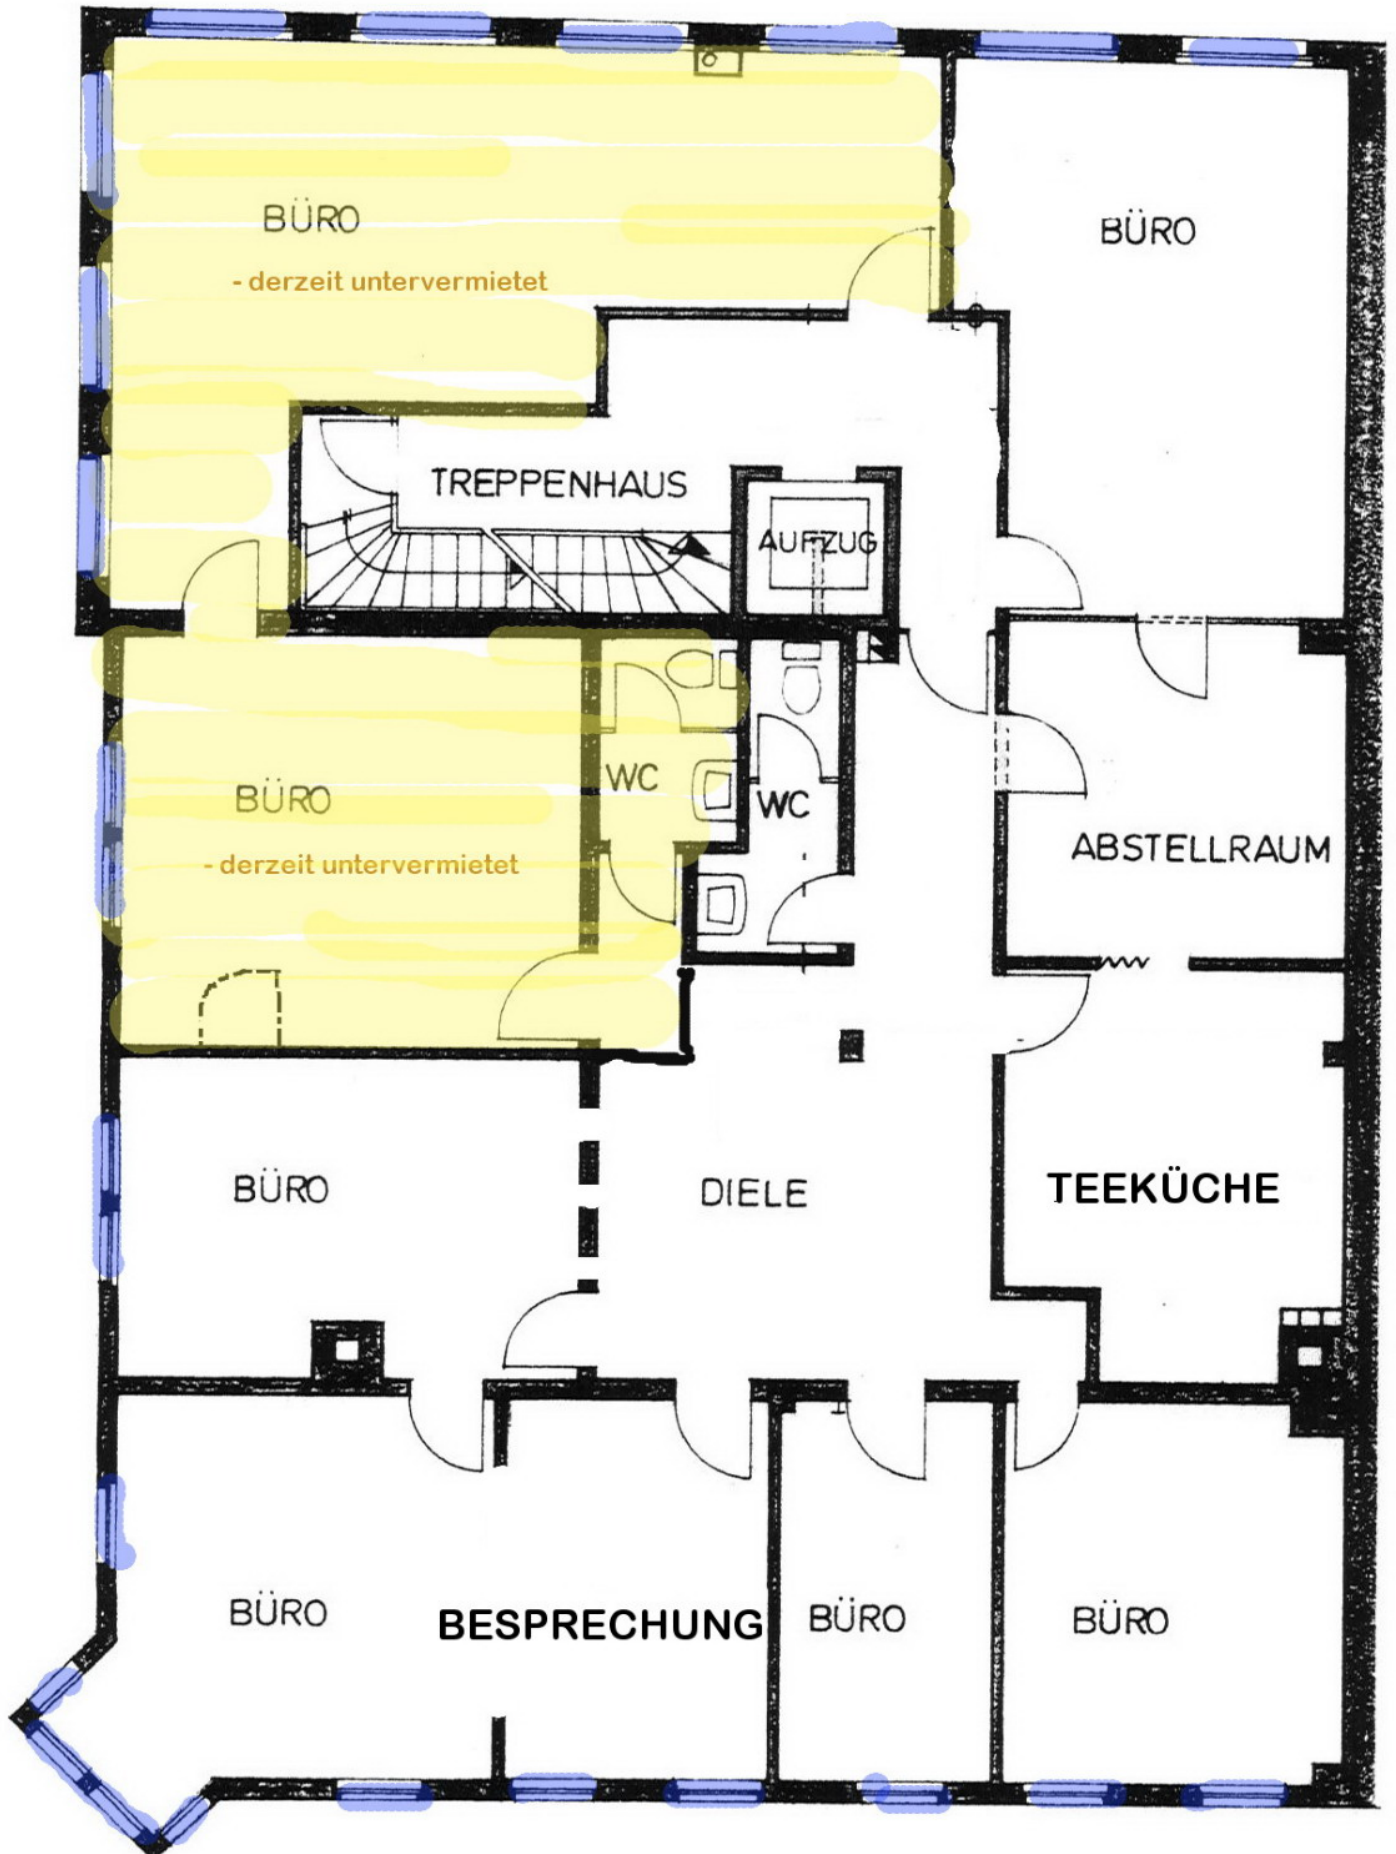 BÜRO
- derzeit untervermietet
BÜRO
TREPPENHAUS
AUFZUG
BÜRO
- derzeit untervermietet
WC
WC
ABSTELLRAUM
BÜRO
DIELE
TEEKÜCHE
BÜRO
BESPRECHUNG
BÜRO
BÜRO